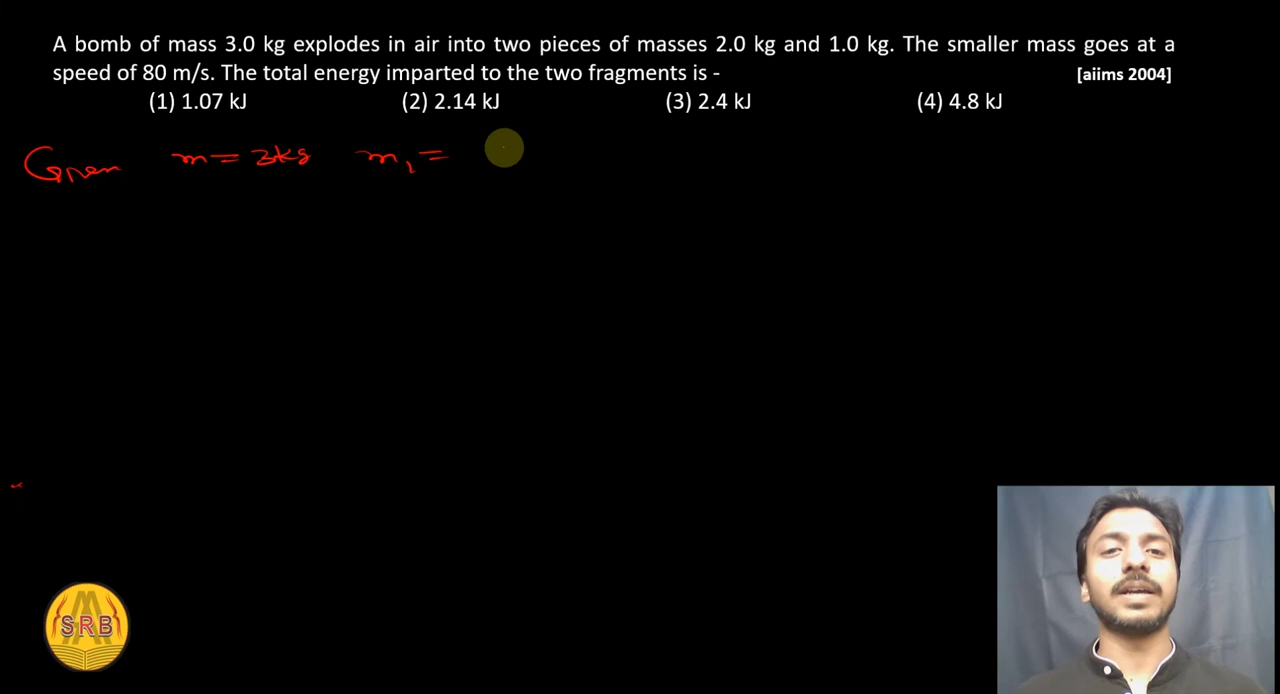 A bomb of mass 3.0 kg explodes in air into two pieces of masses 2.0 kg and 1.0 kg. The smaller mass goes at a
speed of 80 m/s. The total energy imparted to the two fragments is - [aiims 2004]
(1) 1.07 kJ (2) 2.14 kJ (3) 2.4 kJ (4) 4.8 kJ
Given m = 3kg m₁ =
SRB